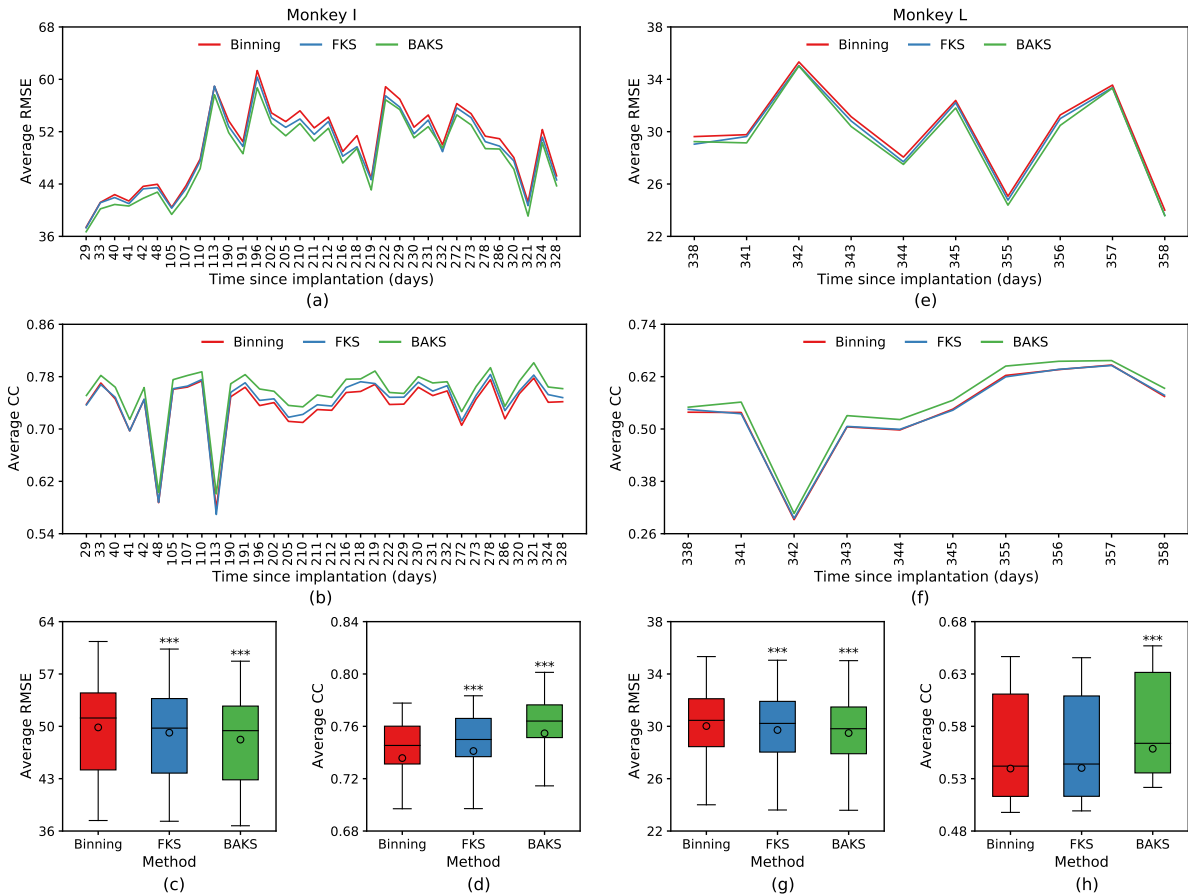 Monkey I
Average RMSE
68
60
52
44
36
Binning FKS BAKS
29 33 40 41 42 48 105 107 110 113 190 191 196 202 205 210 211 212 216 218 219 222 229 230 231 232 272 273 278 286 320 321 324 328
Time since implantation (days)
(a)
Monkey L
Average RMSE
38
34
30
26
22
Binning FKS BAKS
338 341 342 343 344 345 355 356 357 358
Time since implantation (days)
(e)
Average CC
0.86
0.78
0.70
0.62
0.54
Binning FKS BAKS
29 33 40 41 42 48 105 107 110 113 190 191 196 202 205 210 211 212 216 218 219 222 229 230 231 232 272 273 278 286 320 321 324 328
Time since implantation (days)
(b)
Average CC
0.74
0.62
0.50
0.38
0.26
Binning FKS BAKS
338 341 342 343 344 345 355 356 357 358
Time since implantation (days)
(f)
Average RMSE
64
57
50
43
36
*** ***
Binning FKS BAKS
Method
(c)
Average CC
0.84
0.80
0.76
0.72
0.68
*** ***
Binning FKS BAKS
Method
(d)
Average RMSE
38
34
30
26
22
*** ***
Binning FKS BAKS
Method
(g)
Average CC
0.68
0.63
0.58
0.53
0.48
***
Binning FKS BAKS
Method
(h)